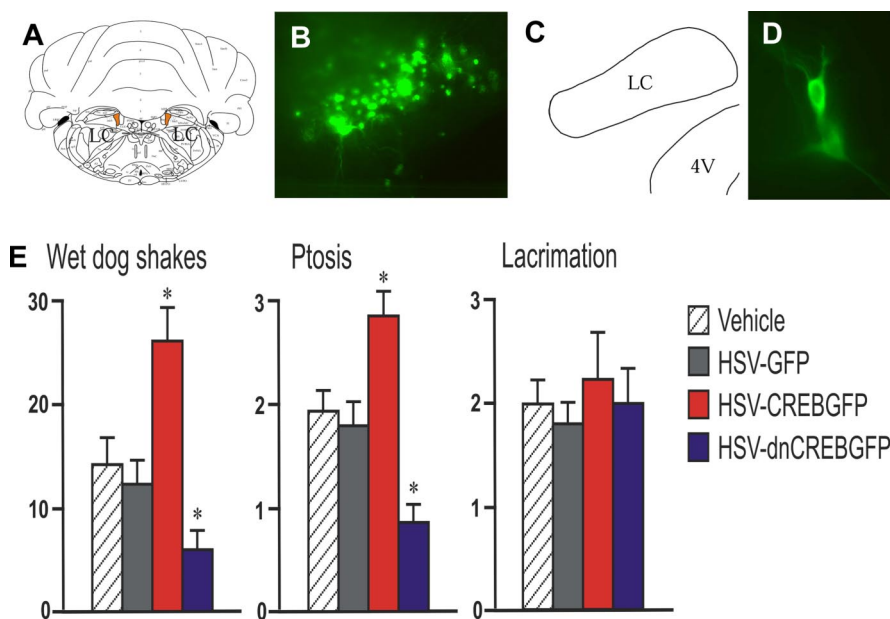 A
LC LC
B
C
LC
4V
D
E
Wet dog shakes
30
20
10
0
*
*
Ptosis
3
2
1
0
*
*
Lacrimation
3
2
1
0
Vehicle
HSV-GFP
HSV-CREBGFP
HSV-dnCREBGFP